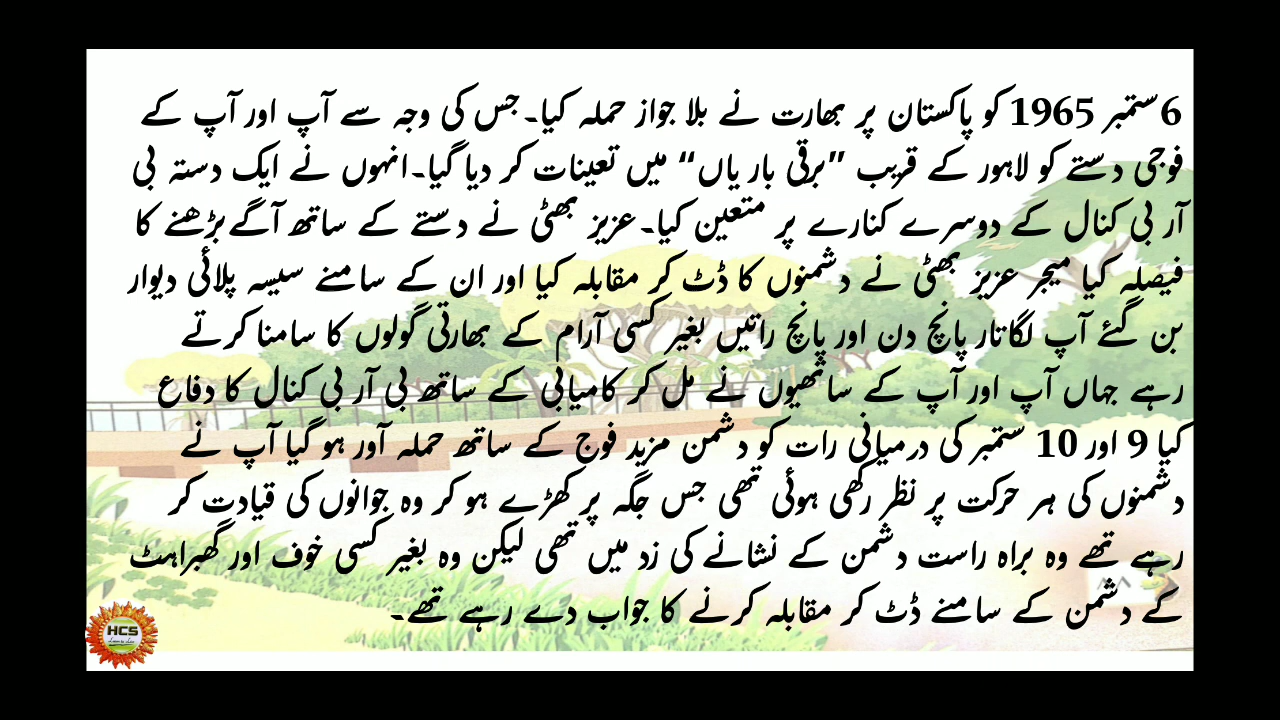 6 ستمبر 1965 کو پاکستان پر بھارت نے بلا جواز حملہ کیا۔جس کی وجہ سے آپ اور آپ کے
فوجی دستے کو لاہور کے قریب ”برقی بار یاں“ میں تعینات کر دیا گیا۔انہوں نے ایک دستہ بی
آر بی کنال کے دوسرے کنارے پر متعین کیا۔عزیز بھٹی نے دستے کے ساتھ آگے بڑھنے کا
فیصلہ کیا میجر عزیز بھٹی نے دشمنوں کا ڈٹ کر مقابلہ کیا اور ان کے سامنے سیسہ پلائی دیوار
بن گئے آپ لگاتار پانچ دن اور پانچ راتیں بغیر کسی آرام کے بھارتی گولوں کا سامنا کرتے
رہے جہاں آپ اور آپ کے ساتھیوں نے مل کر کامیابی کے ساتھ بی آر بی کنال کا دفاع
کیا 9 اور 10 ستمبر کی درمیانی رات کو دشمن مزید فوج کے ساتھ حملہ آور ہو گیا آپ نے
دشمنوں کی ہر حرکت پر نظر رکھی ہوئی تھی جس جگہ پر کھڑے ہو کر وہ جوانوں کی قیادت کر
رہے تھے وہ براہ راست دشمن کے نشانے کی زد میں تھی لیکن وہ بغیر کسی خوف اور گھبراہٹ
کے دشمن کے سامنے ڈٹ کر مقابلہ کرنے کا جواب دے رہے تھے۔
HCS